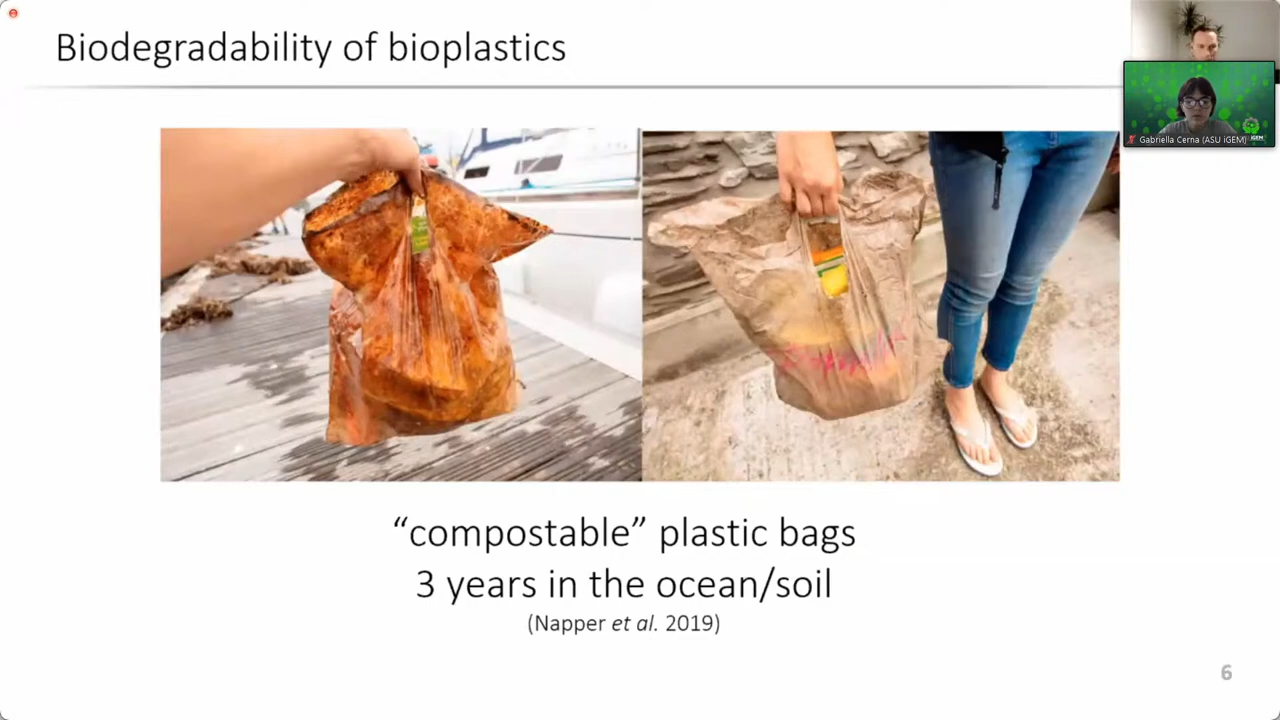 Biodegradability of bioplastics
Gabriella Cerna (ASU iGEM)
iGEM
“compostable” plastic bags
3 years in the ocean/soil
(Napper et al. 2019)
6